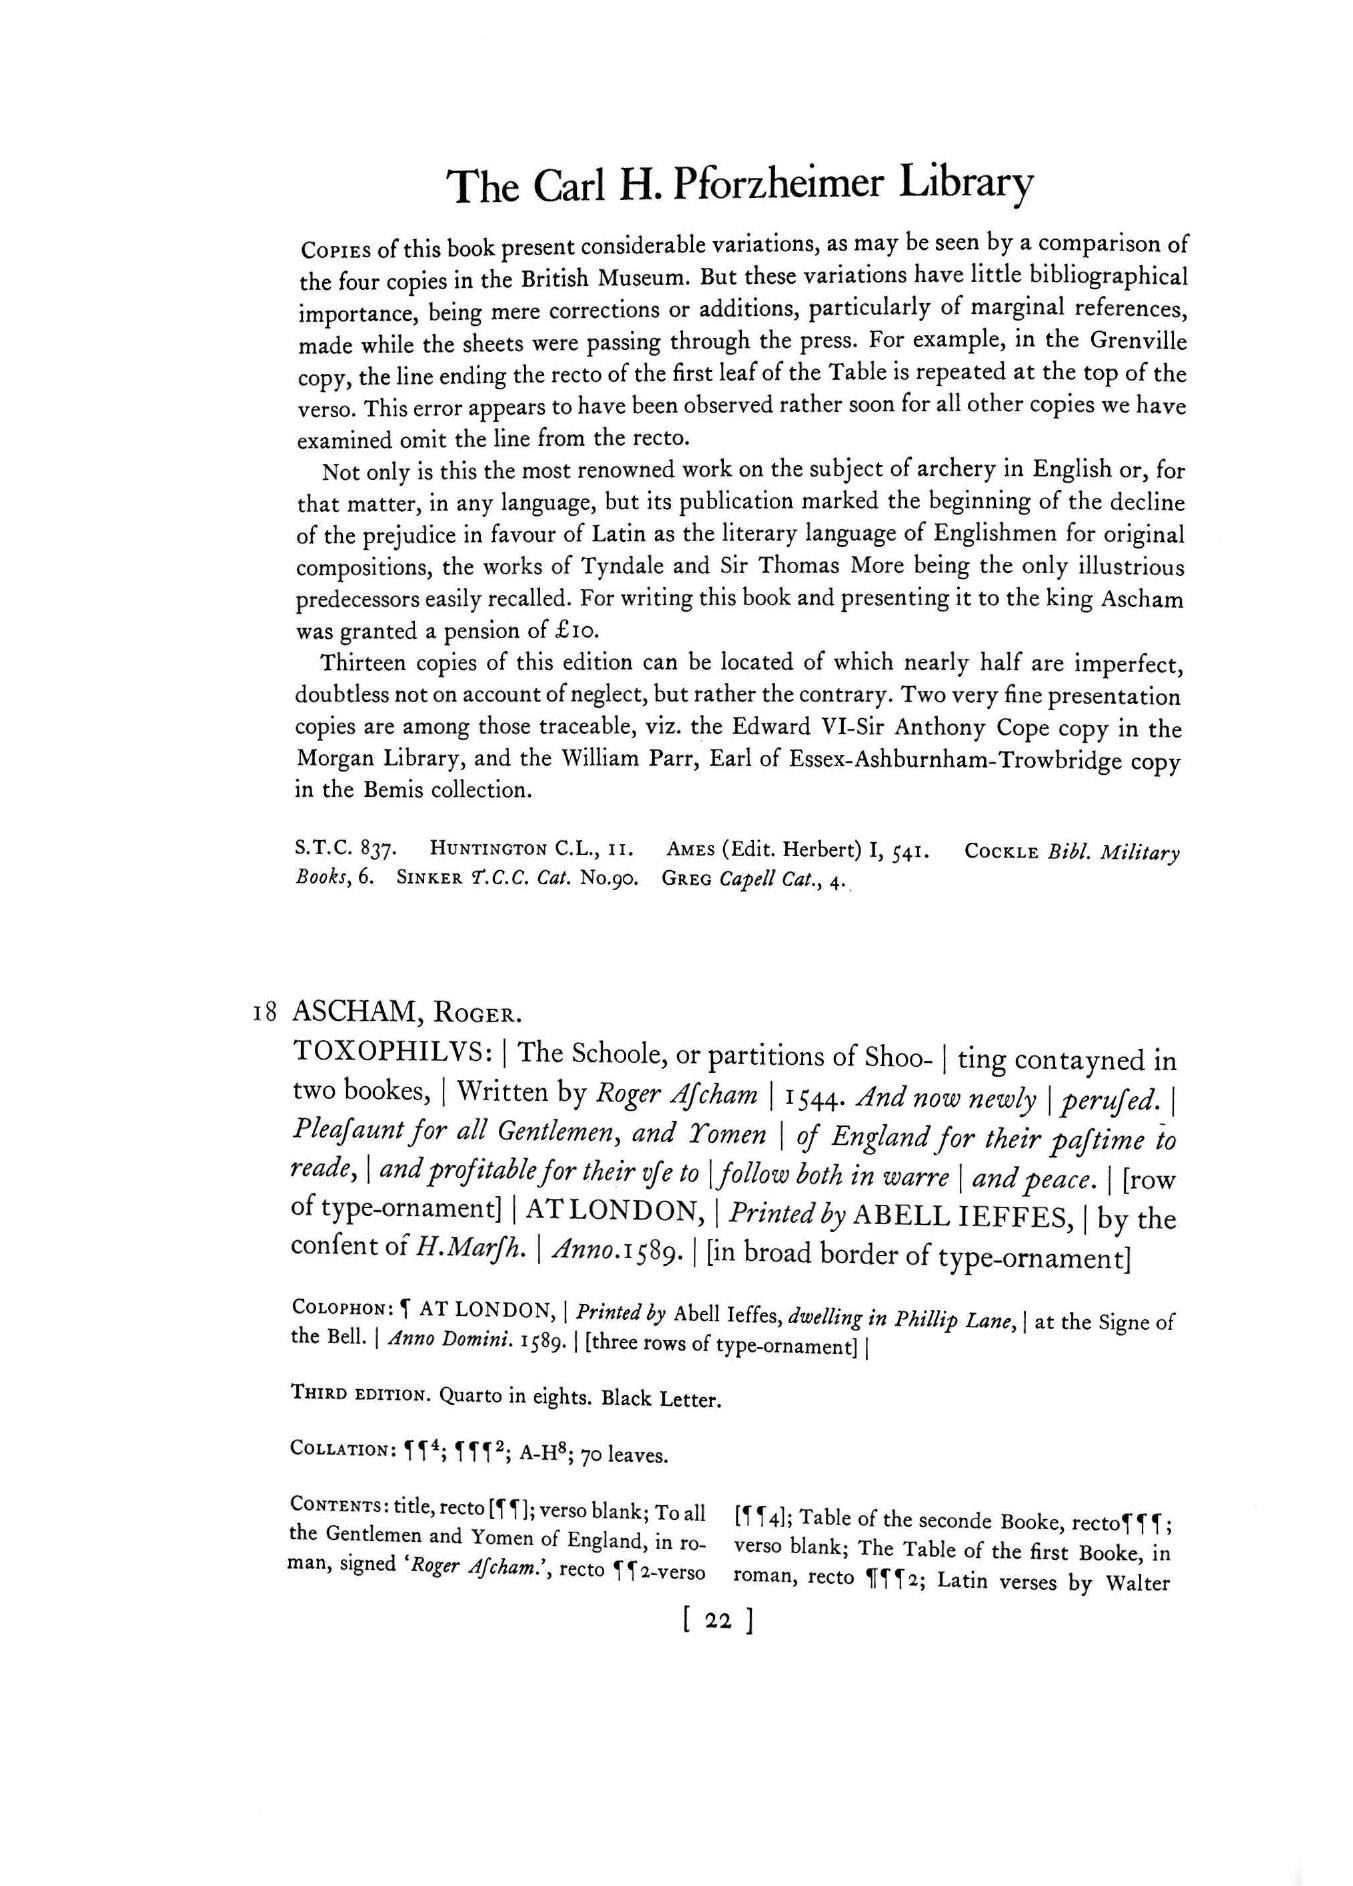 The Carl H. Pforzheimer Library
COPIES of this book present considerable variations, as may be seen by a comparison of
the four copies in the British Museum. But these variations have little bibliographical
importance, being mere corrections or additions, particularly of marginal references,
made while the sheets were passing through the press. For example, in the Grenville
copy, the line ending the recto of the first leaf of the Table is repeated at the top of the
verso. This error appears to have been observed rather soon for all other copies we have
examined omit the line from the recto.
Not only is this the most renowned work on the subject of archery in English or, for
that matter, in any language, but its publication marked the beginning of the decline
of the prejudice in favour of Latin as the literary language of Englishmen for original
compositions, the works of Tyndale and Sir Thomas More being the only illustrious
predecessors easily recalled. For writing this book and presenting it to the king Ascham
was granted a pension of £10.
Thirteen copies of this edition can be located of which nearly half are imperfect,
doubtless not on account of neglect, but rather the contrary. Two very fine presentation
copies are among those traceable, viz. the Edward VI-Sir Anthony Cope copy in the
Morgan Library, and the William Parr, Earl of Essex-Ashburnham-Trowbridge copy
in the Bemis collection.
S.T.C. 837. HUNTINGTON C.L., 11. AMES (Edit. Herbert) I, 541. COCKLE Bibl. Military
Books, 6. SINKER T.C.C. Cat. No.90. GREG Capell Cat., 4.
18 ASCHAM, ROGER.
TOXOPHILVS: | The Schoole, or partitions of Shoo- | ting contayned in
two bookes, | Written by Roger Aſcham | 1544. And now newly | peruſed. |
Pleaſaunt for all Gentlemen, and Yomen | of England for their paſtime to
reade, | and profitable for their vſe to | follow both in warre | and peace. | [row
of type-ornament] | AT LONDON, | Printed by ABELL IEFFES, | by the
conſent of H.Marſh. | Anno.1589. | [in broad border of type-ornament]
COLOPHON: ¶ AT LONDON, | Printed by Abell Ieffes, dwelling in Phillip Lane, | at the Signe of
the Bell. | Anno Domini. 1589. | [three rows of type-ornament] |
THIRD EDITION. Quarto in eights. Black Letter.
COLLATION: ¶¶⁴; ¶¶¶²; A-H⁸; 70 leaves.
CONTENTS: title, recto [¶¶]; verso blank; To all
the Gentlemen and Yomen of England, in ro-
man, signed ‘Roger Aſcham.’, recto ¶¶2-verso
[¶¶4]; Table of the seconde Booke, recto¶¶¶;
verso blank; The Table of the first Booke, in
roman, recto ¶¶¶2; Latin verses by Walter
[ 22 ]